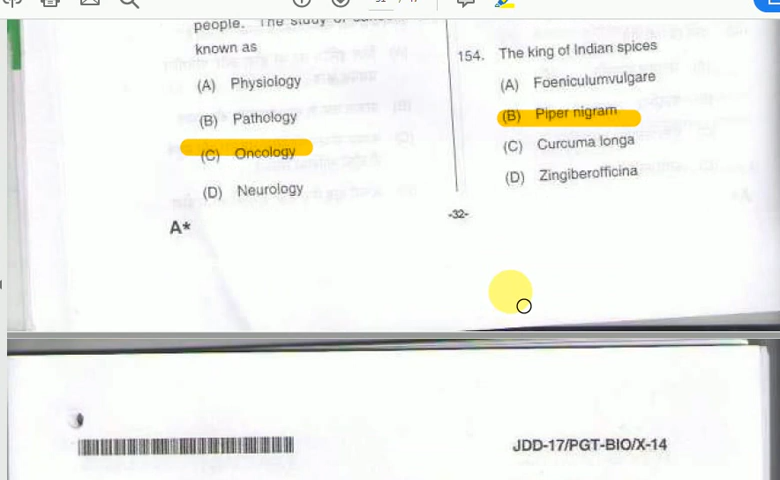 people. The study of
known as
(A) Physiology
(B) Pathology
(C) Oncology
(D) Neurology
A*
154. The king of Indian spices
(A) Foeniculumvulgare
(B) Piper nigram
(C) Curcuma longa
(D) Zingiberofficina
-32-
JDD-17/PGT-BIO/X-14